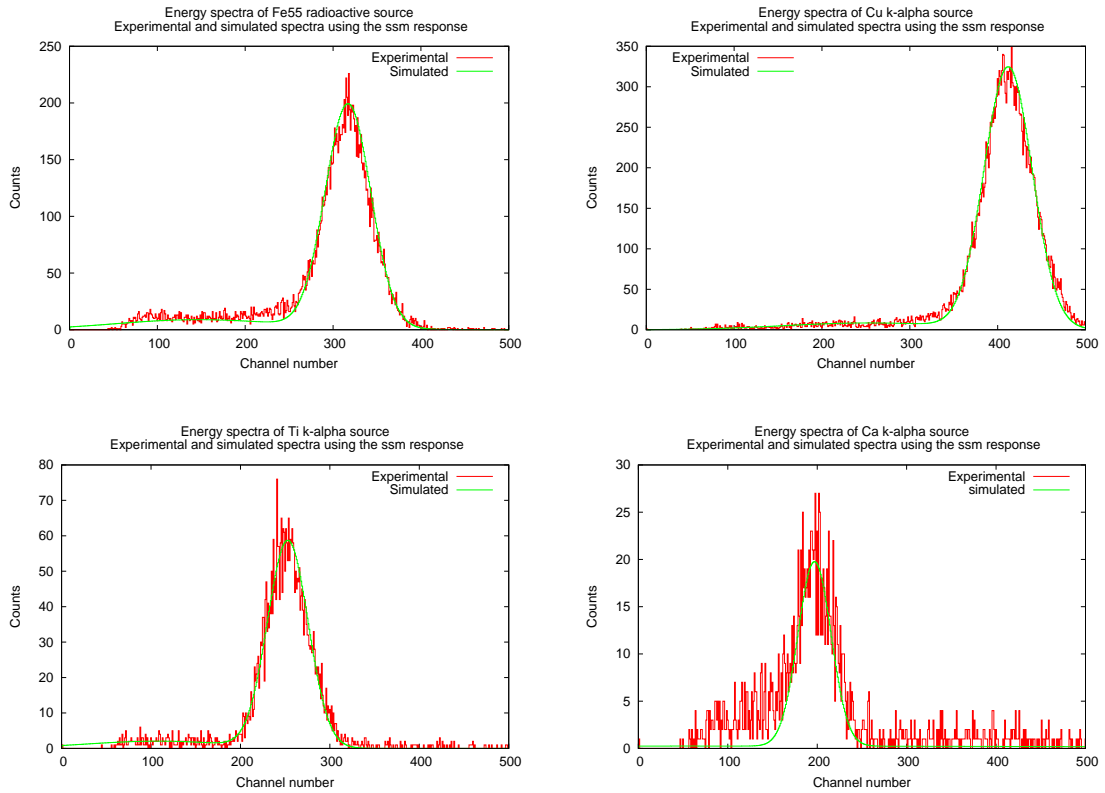 Energy spectra of Fe55 radioactive source
Experimental and simulated spectra using the ssm response
250
200
150
100
50
0
Counts
Experimental
Simulated
0 100 200 300 400 500
Channel number
Energy spectra of Cu k-alpha source
Experimental and simulated spectra using the ssm response
350
300
250
200
150
100
50
0
Counts
Experimental
Simulated
0 100 200 300 400 500
Channel number
Energy spectra of Ti k-alpha source
Experimental and simulated spectra using the ssm response
80
70
60
50
40
30
20
10
0
Counts
Experimental
Simulated
0 100 200 300 400 500
Channel number
Energy spectra of Ca k-alpha source
Experimental and simulated spectra using the ssm response
30
25
20
15
10
5
0
Counts
Experimental
simulated
0 100 200 300 400 500
Channel number